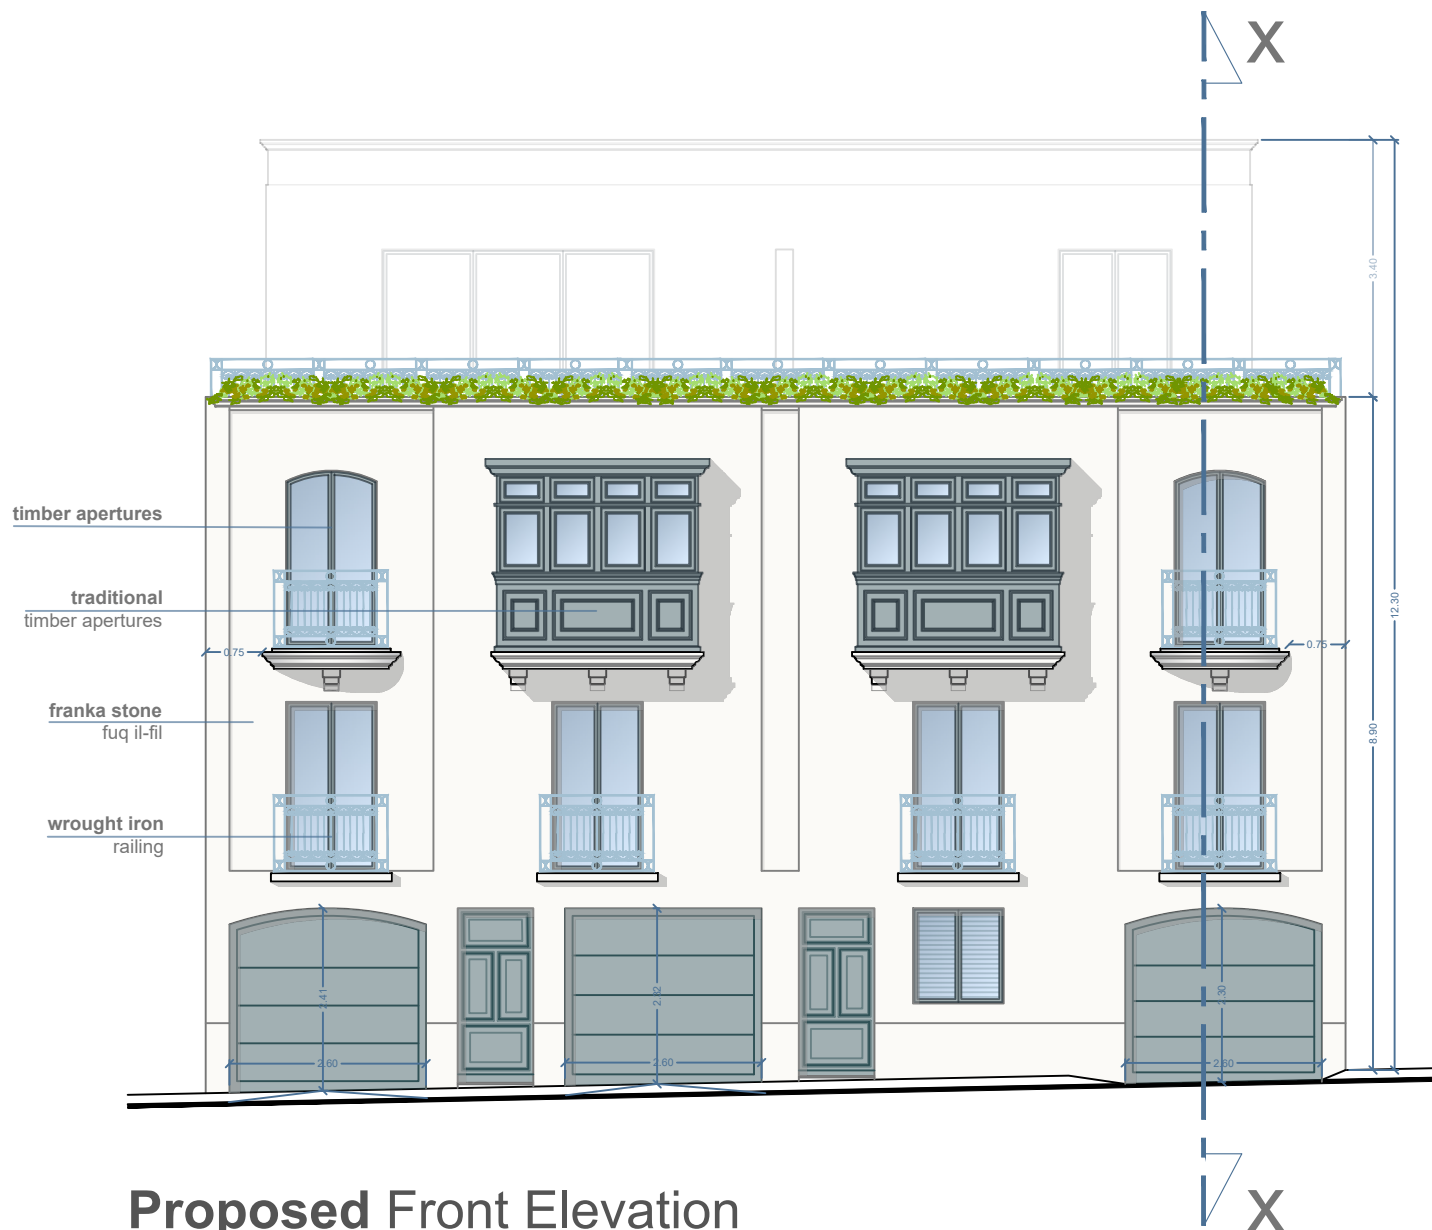 X
3.40
timber apertures
traditional
timber apertures
12.30
0.75
0.75
franka stone
fuq il-fil
8.90
wrought iron
railing
2.41
2.32
2.30
2.60
2.60
2.60
X
Proposed Front Elevation